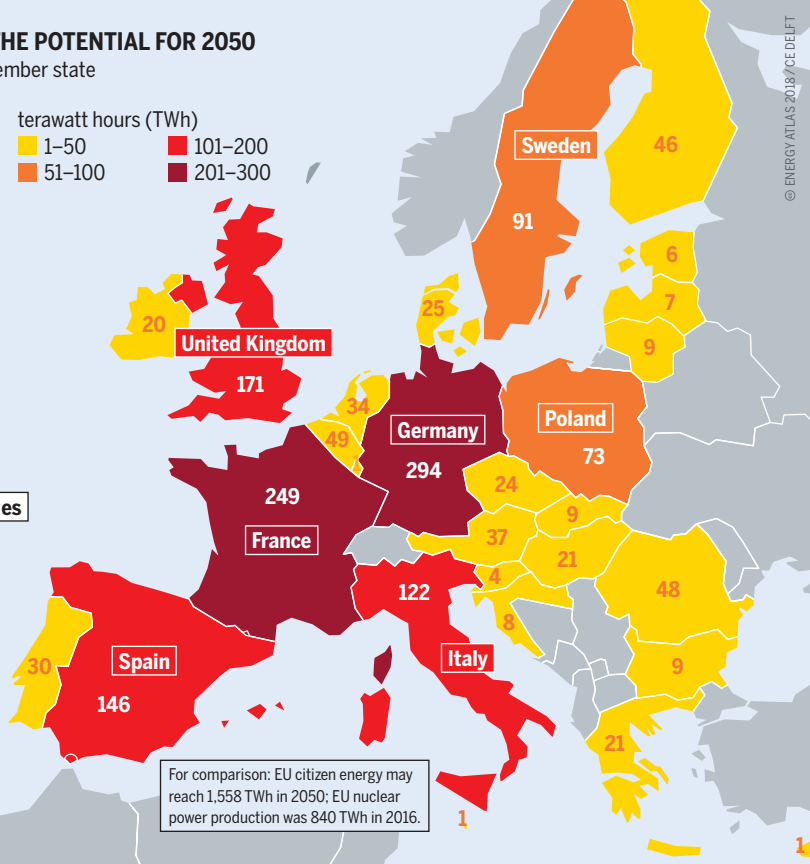 THE POTENTIAL FOR 2050
ember state
terawatt hours (TWh)
1–50
101–200
51–100
201–300
© ENERGY ATLAS 2018 / CE DELFT
Sweden
46
91
6
25
7
20
United Kingdom
9
171
34
Poland
Germany
49
73
1
294
24
249
es
9
France
37
21
4
122
48
8
Spain
Italy
30
9
146
21
For comparison: EU citizen energy may
reach 1,558 TWh in 2050; EU nuclear
power production was 840 TWh in 2016.
1
1